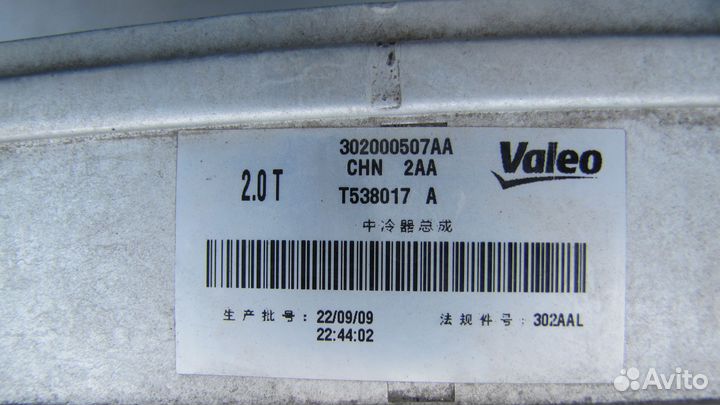 302000507AA
CHN 2AA
2.0 T
T538017 A
Valeo
中冷器总成
生产批号: 22/09/09
22:44:02
法规件号: 302AAL
Avito